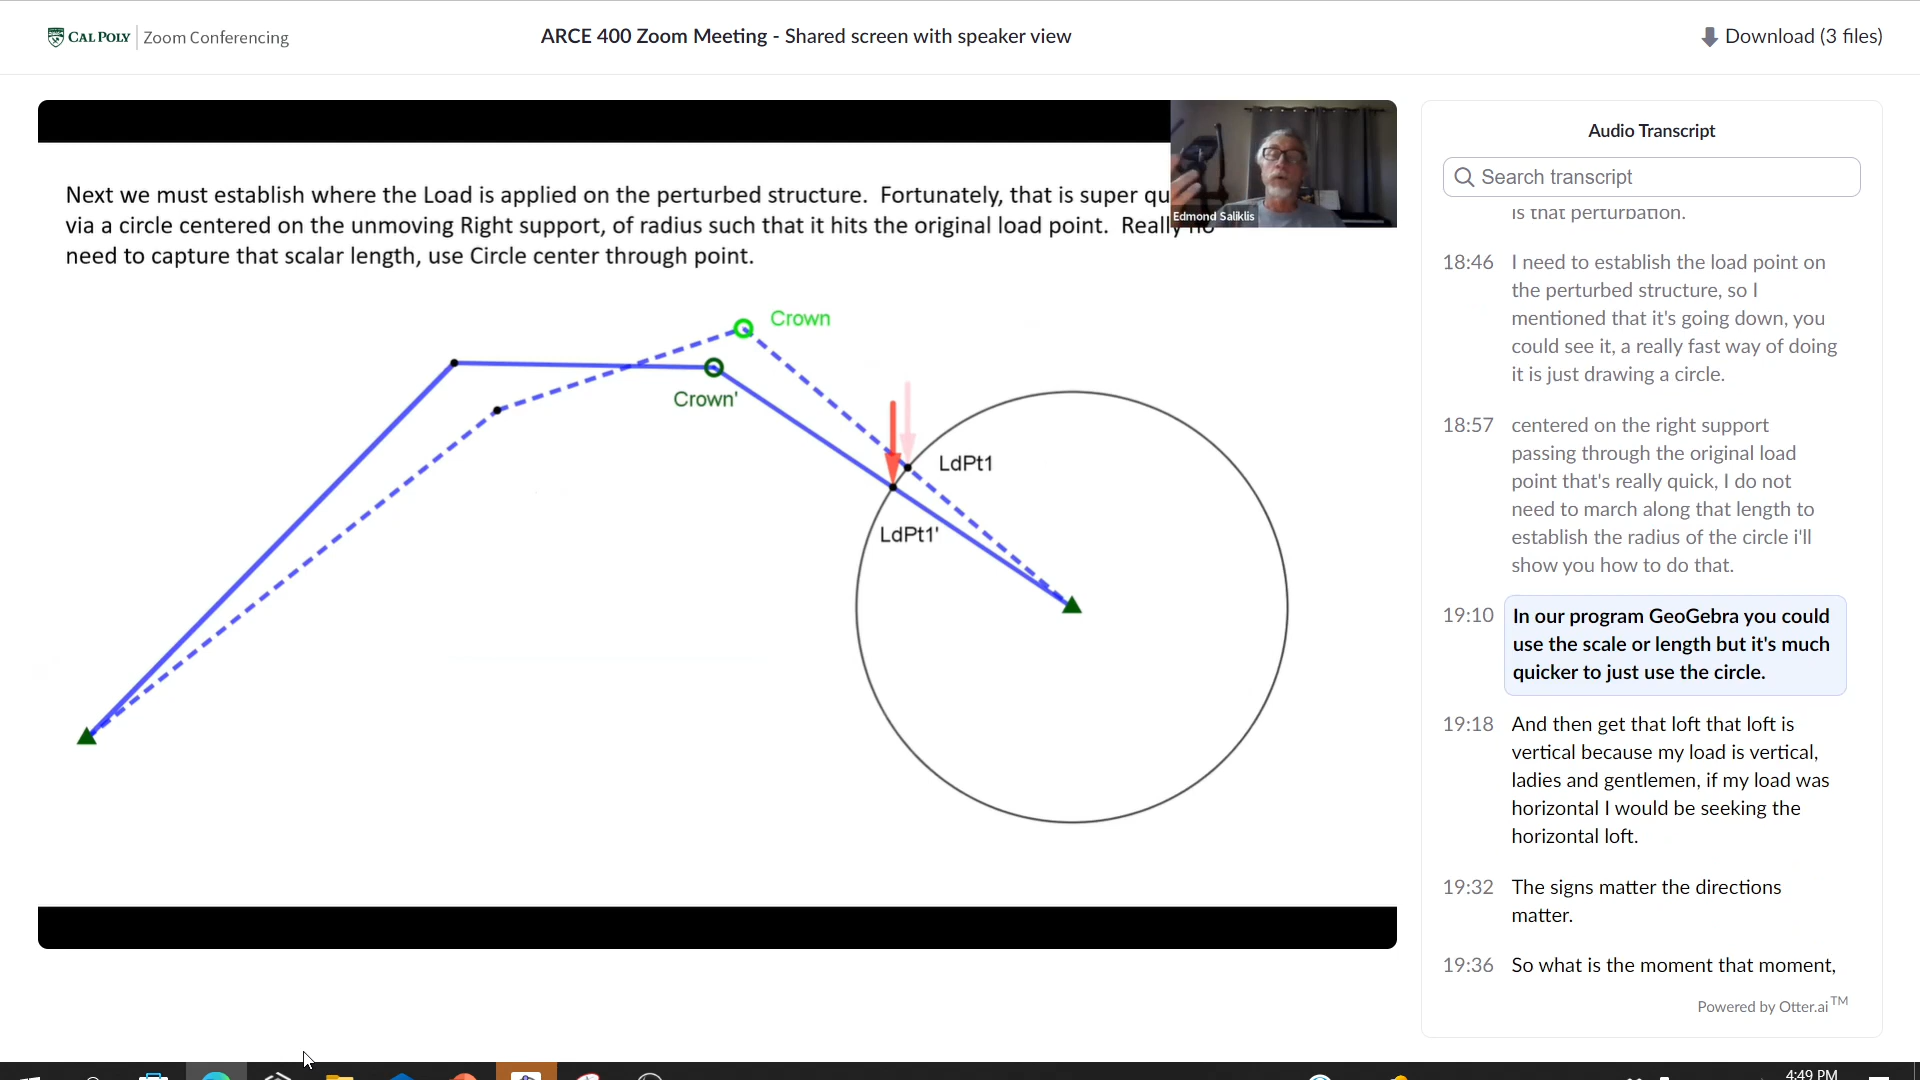 CAL POLY Zoom Conferencing
ARCE 400 Zoom Meeting - Shared screen with speaker view
Download (3 files)
Next we must establish where the Load is applied on the perturbed structure. Fortunately, that is super qu
via a circle centered on the unmoving Right support, of radius such that it hits the original load point. Really no
need to capture that scalar length, use Circle center through point.
Edmond Saliklis
Crown
Crown'
LdPt1
LdPt1'
Audio Transcript
Search transcript
is that perturbation.
18:46 I need to establish the load point on
the perturbed structure, so I
mentioned that it's going down, you
could see it, a really fast way of doing
it is just drawing a circle.
18:57 centered on the right support
passing through the original load
point that's really quick, I do not
need to march along that length to
establish the radius of the circle i'll
show you how to do that.
19:10 In our program GeoGebra you could
use the scale or length but it's much
quicker to just use the circle.
19:18 And then get that loft that loft is
vertical because my load is vertical,
ladies and gentlemen, if my load was
horizontal I would be seeking the
horizontal loft.
19:32 The signs matter the directions
matter.
19:36 So what is the moment that moment,
Powered by Otter.ai™
4:49 PM